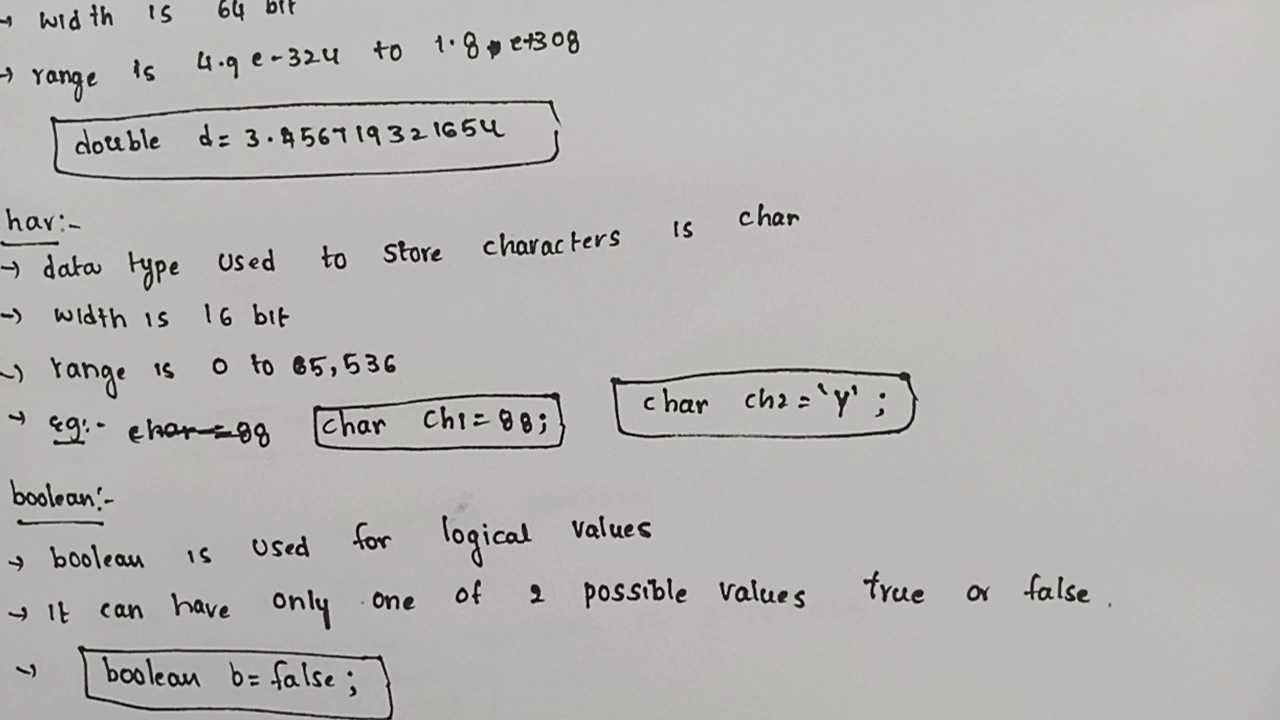 → width is 64 bit
→ range is 4.9 e-324 to 1.8 e+308
double d= 3.456719321654
har:-
→ data type used to store characters is char
→ width is 16 bit
→ range is 0 to 65,536
→ eg:- char = 88 char ch1 = 88; char ch2 = 'Y' ;
boolean:-
→ boolean is used for logical values
→ It can have only one of 2 possible values true or false.
→ boolean b= false;